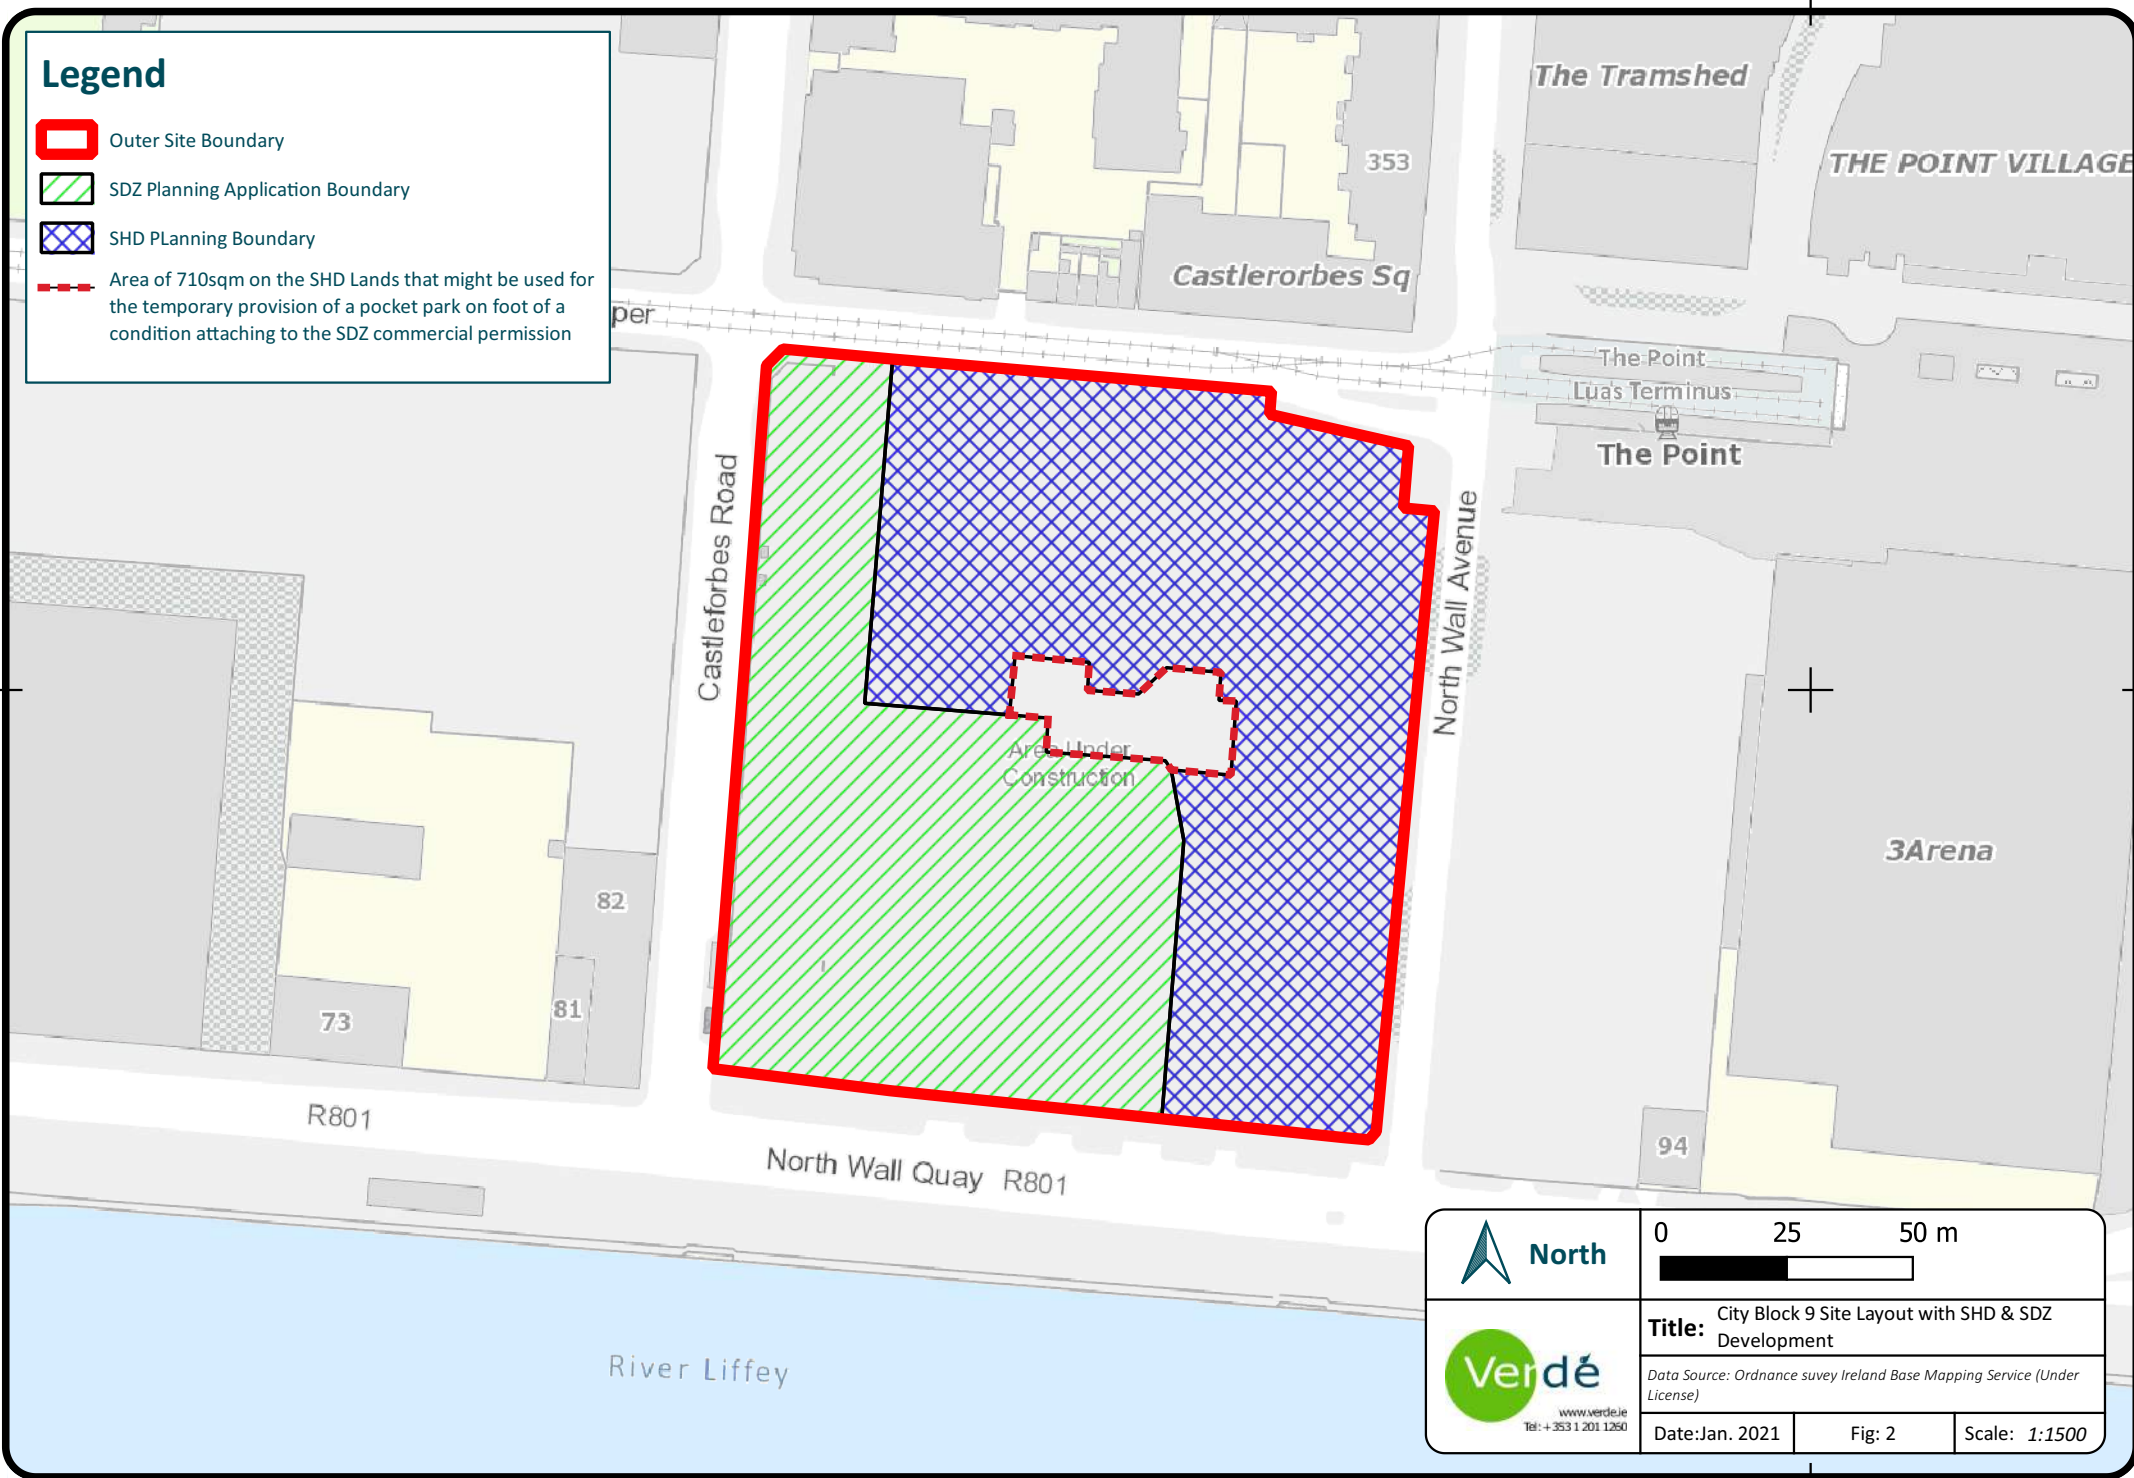 Legend
Outer Site Boundary
SDZ Planning Application Boundary
SHD PLanning Boundary
Area of 710sqm on the SHD Lands that might be used for
the temporary provision of a pocket park on foot of a
condition attaching to the SDZ commercial permission
The Tramshed
THE POINT VILLAGE
353
Castlerorbes Sq
per
The Point
Luas Terminus
The Point
Castleforbes Road
North Wall Avenue
Area Under
Construction
3Arena
82
81
73
94
R801
North Wall Quay R801
River Liffey
North
0 25 50 m
Title: City Block 9 Site Layout with SHD & SDZ
Development
Data Source: Ordnance suvey Ireland Base Mapping Service (Under
License)
Date:Jan. 2021 Fig: 2 Scale: 1:1500
Verdé
www.verde.ie
Tel: +353 1 201 1260